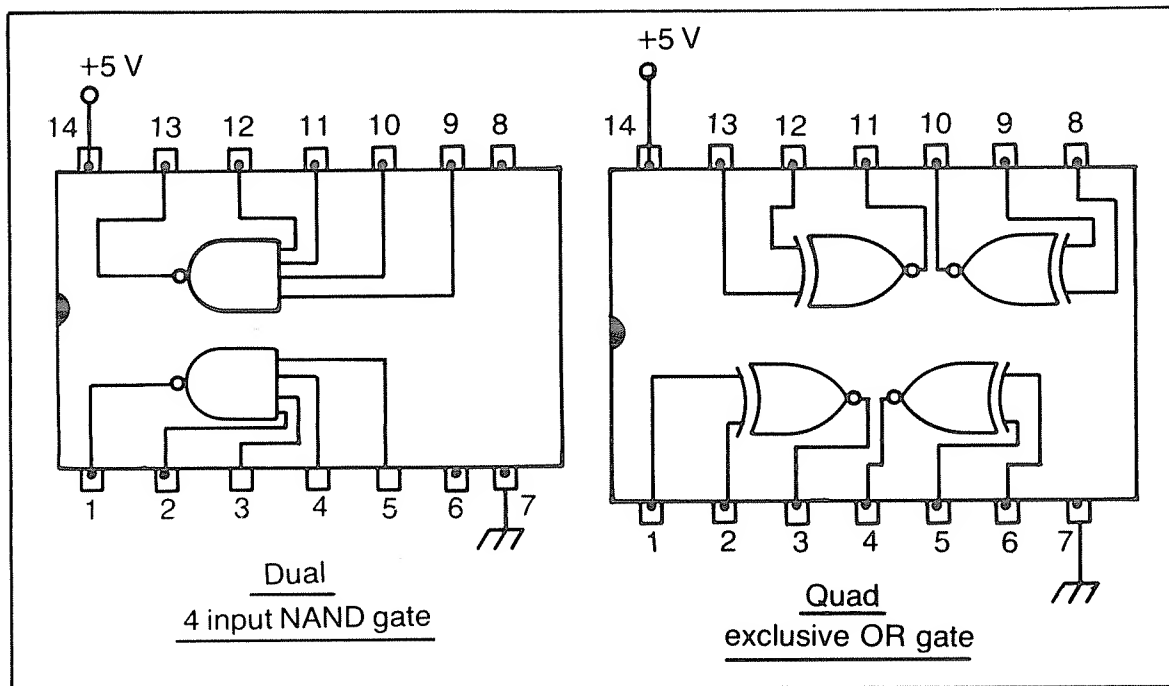 +5 V
14 13 12 11 10 9 8
1 2 3 4 5 6 7
Dual
4 input NAND gate
+5 V
14 13 12 11 10 9 8
1 2 3 4 5 6 7
Quad
exclusive OR gate